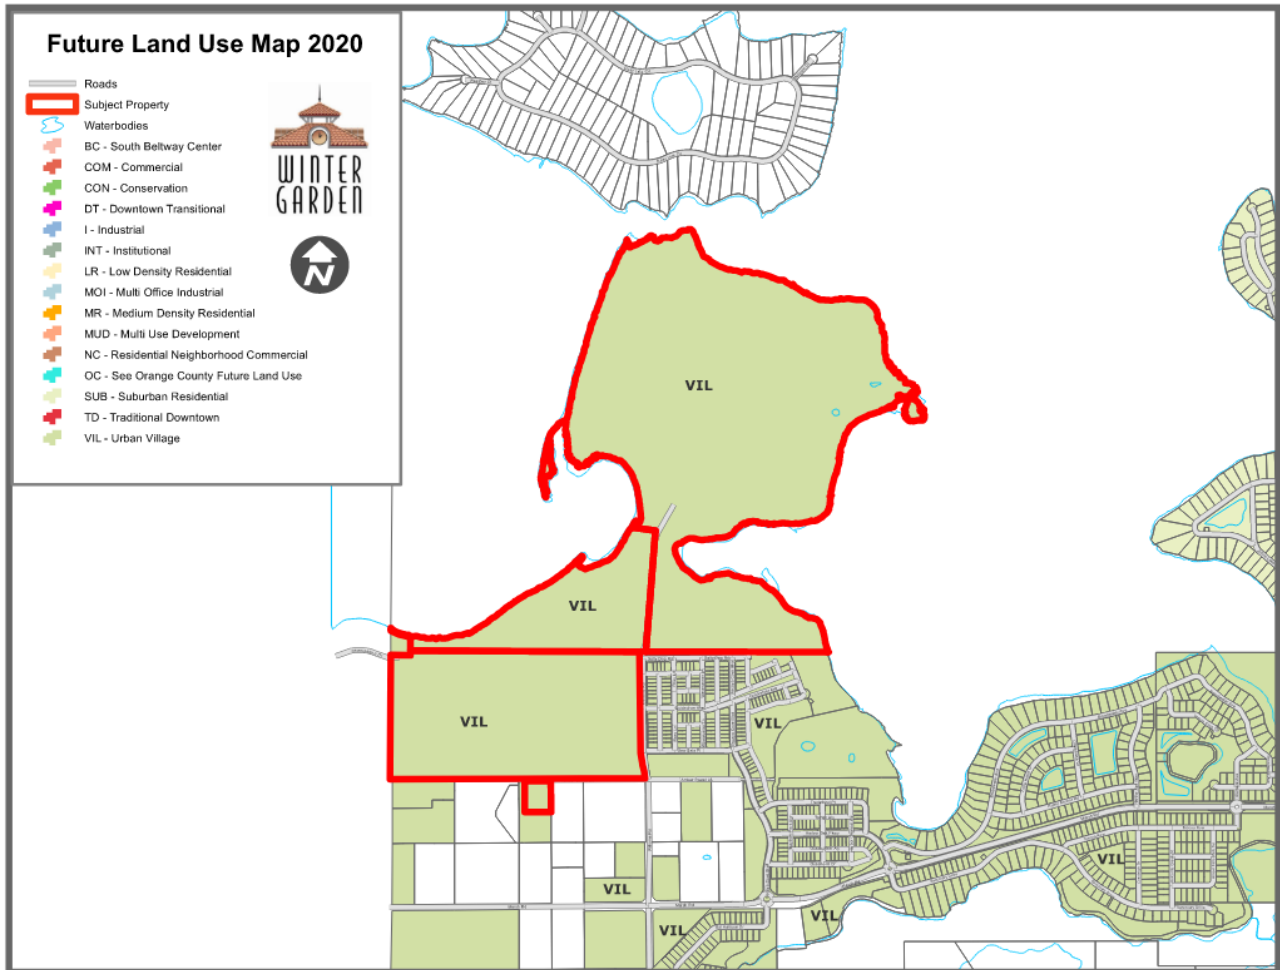 Future Land Use Map 2020
Roads
Subject Property
Waterbodies
BC - South Beltway Center
COM - Commercial
CON - Conservation
DT - Downtown Transitional
I - Industrial
INT - Institutional
LR - Low Density Residential
MOI - Multi Office Industrial
MR - Medium Density Residential
MUD - Multi Use Development
NC - Residential Neighborhood Commercial
OC - See Orange County Future Land Use
SUB - Suburban Residential
TD - Traditional Downtown
VIL - Urban Village
WINTER
GARDEN
N
VIL
VIL
VIL
VIL
VIL
VIL
VIL
VIL